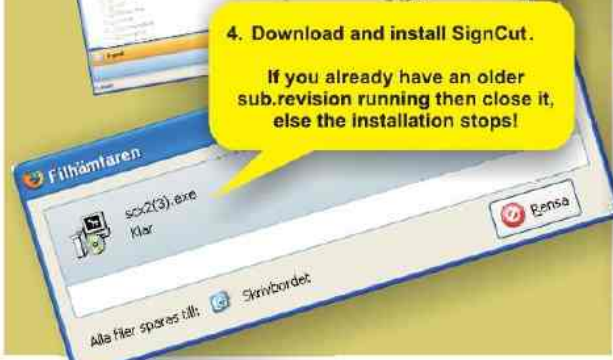 4. Download and install SignCut.
If you already have an older
sub.revision running then close it,
else the installation stops!
Filhämtaren
scx2(3).exe
Klar
Rensa
Alla filer sparas till: Skrivbordet